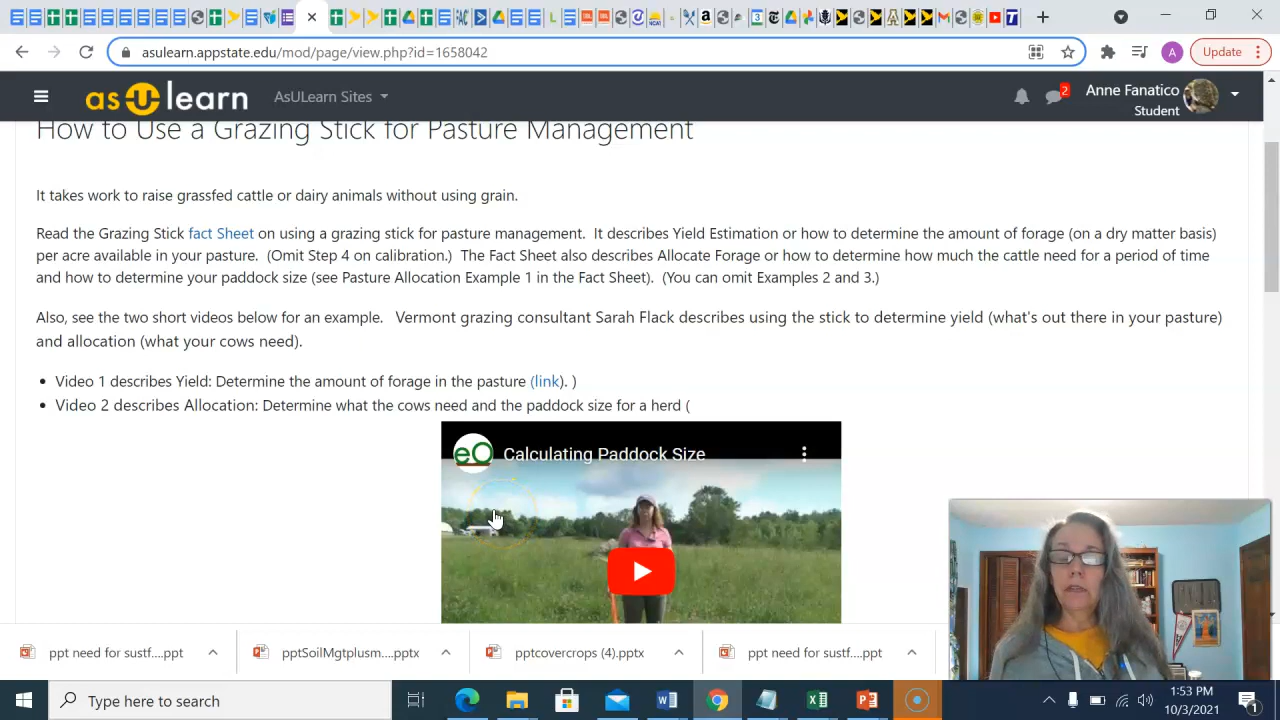 asulearn.appstate.edu/mod/page/view.php?id=1658042
Update
asUlearn
AsULearn Sites
2
Anne Fanatico
Student
How to Use a Grazing Stick for Pasture Management
It takes work to raise grassfed cattle or dairy animals without using grain.
Read the Grazing Stick fact Sheet on using a grazing stick for pasture management. It describes Yield Estimation or how to determine the amount of forage (on a dry matter basis)
per acre available in your pasture. (Omit Step 4 on calibration.) The Fact Sheet also describes Allocate Forage or how to determine how much the cattle need for a period of time
and how to determine your paddock size (see Pasture Allocation Example 1 in the Fact Sheet). (You can omit Examples 2 and 3.)
Also, see the two short videos below for an example. Vermont grazing consultant Sarah Flack describes using the stick to determine yield (what's out there in your pasture)
and allocation (what your cows need).
Video 1 describes Yield: Determine the amount of forage in the pasture (link). )
Video 2 describes Allocation: Determine what the cows need and the paddock size for a herd (
eO Calculating Paddock Size
ppt need for sustf....ppt
pptSoilMgtplusm....pptx
pptcovercrops (4).pptx
ppt need for sustf....ppt
Type here to search
1:53 PM
10/3/2021
1